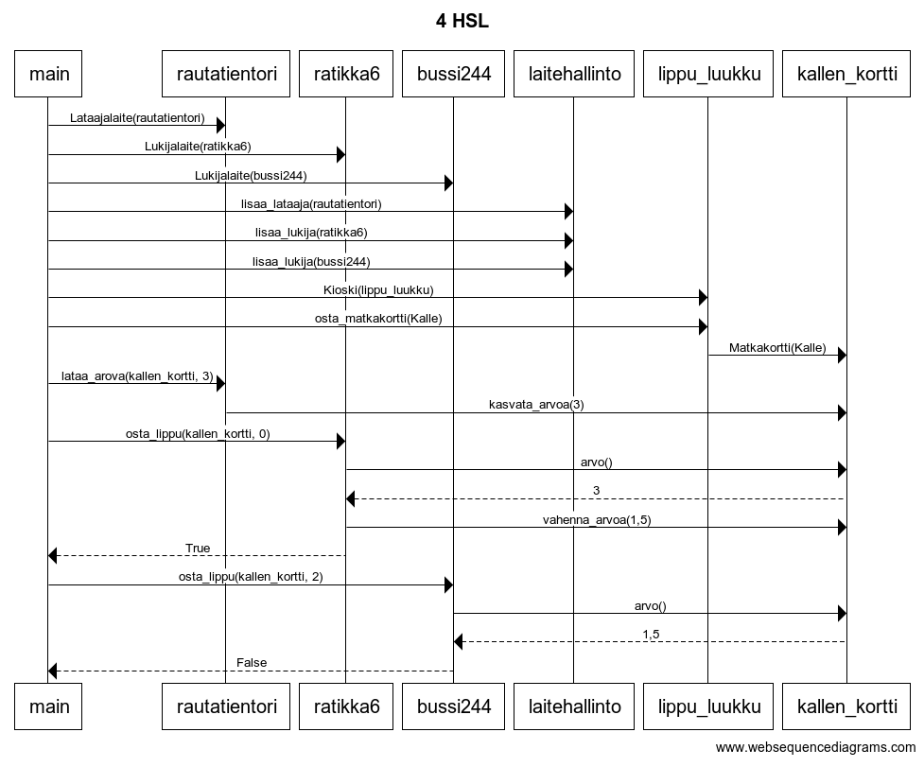 4 HSL
main rautatientori ratikka6 bussi244 laitehallinto lippu_luukku kallen_kortti
Lataajalaite(rautatientori)
Lukijalaite(ratikka6)
Lukijalaite(bussi244)
lisaa_lataaja(rautatientori)
lisaa_lukija(ratikka6)
lisaa_lukija(bussi244)
Kioski(lippu_luukku)
osta_matkakortti(Kalle)
Matkakortti(Kalle)
lataa_arova(kallen_kortti, 3)
kasvata_arvoa(3)
osta_lippu(kallen_kortti, 0)
arvo()
3
vahenna_arvoa(1,5)
True
osta_lippu(kallen_kortti, 2)
arvo()
1,5
False
main rautatientori ratikka6 bussi244 laitehallinto lippu_luukku kallen_kortti
www.websequencediagrams.com